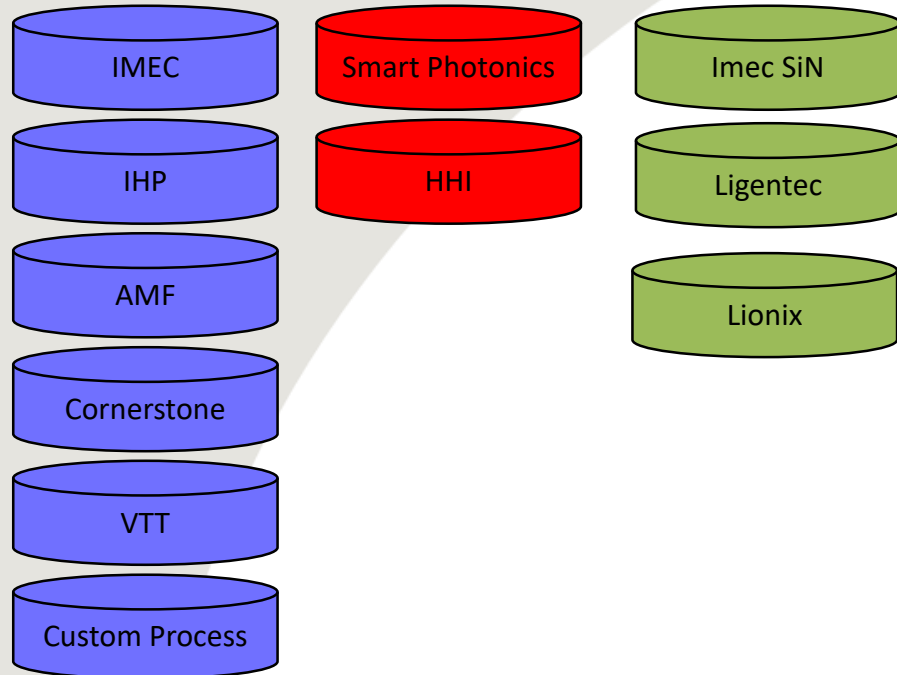 IMEC
IHP
AMF
Cornerstone
VTT
Custom Process
Smart Photonics
HHI
Imec SiN
Ligentec
Lionix